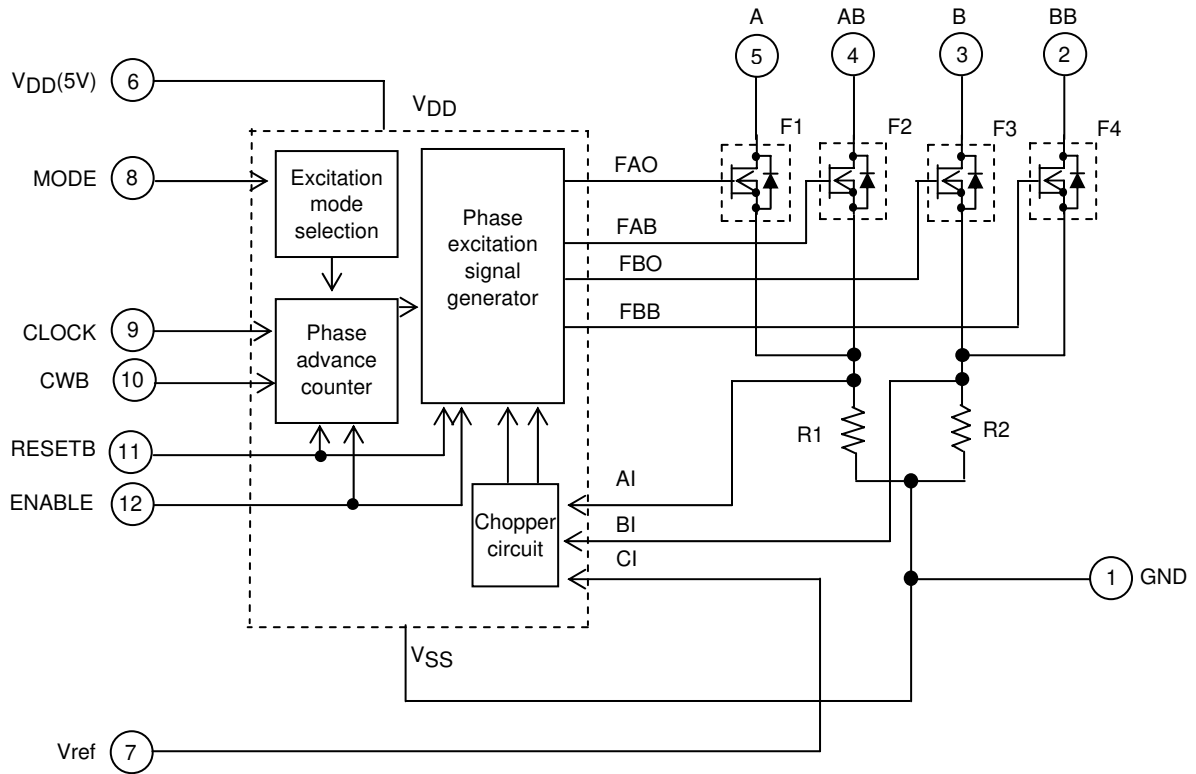 A
AB
B
BB
5
4
3
2
VDD(5V)
6
VDD
F1
F2
F3
F4
MODE
8
Excitation
mode
selection
Phase
excitation
signal
generator
FAO
FAB
FBO
FBB
CLOCK
9
Phase
advance
counter
CWB
10
R1
R2
RESETB
11
ENABLE
12
Chopper
circuit
AI
BI
CI
1
GND
VSS
Vref
7